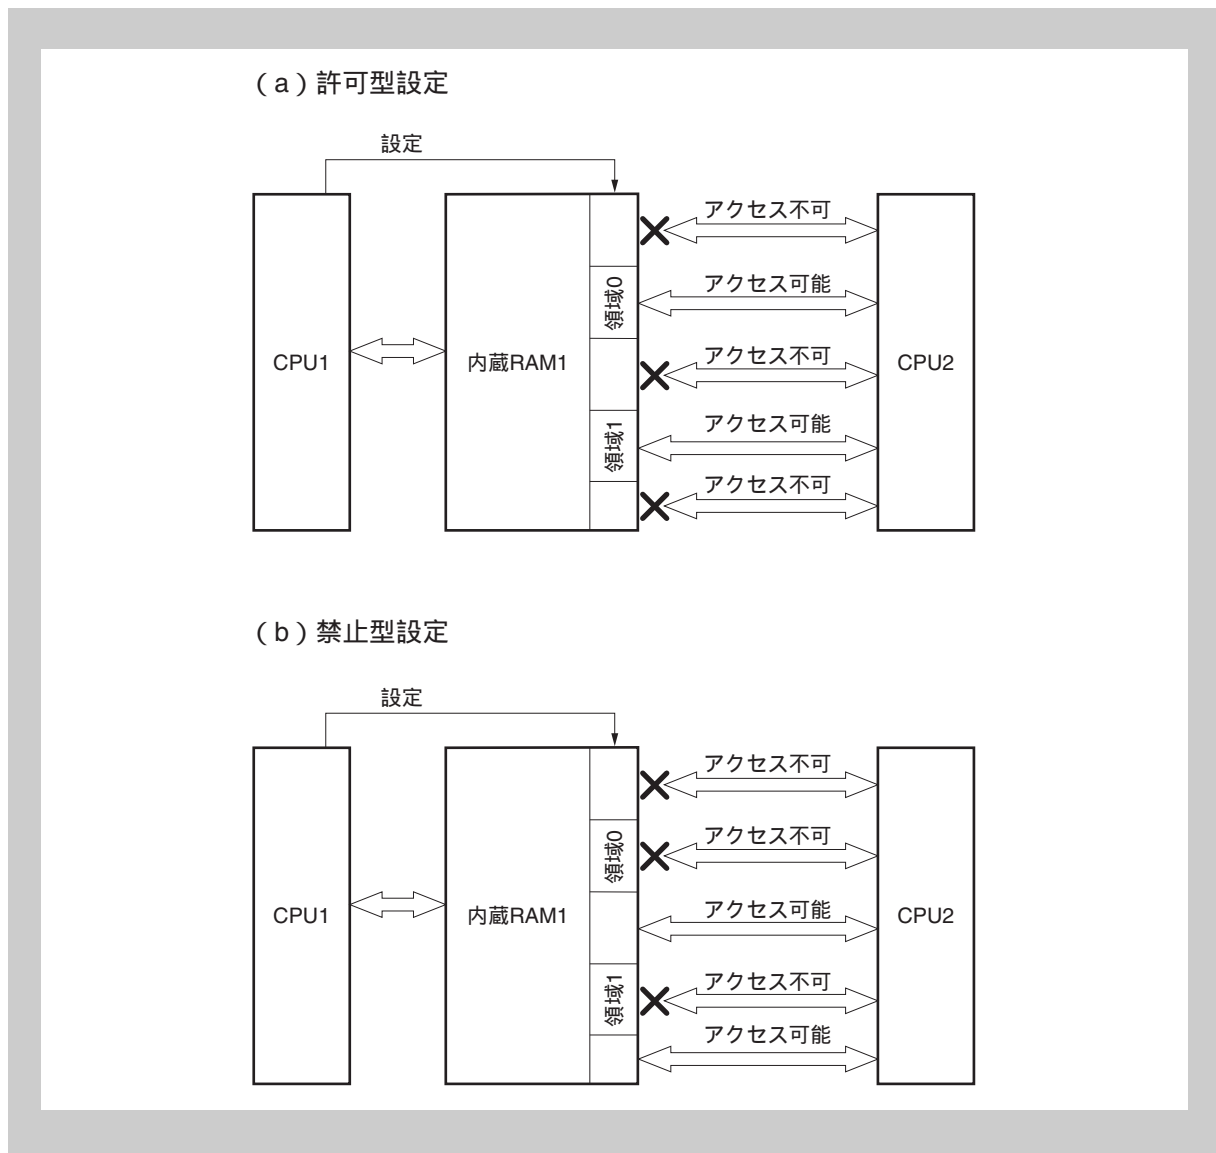 （a）許可型設定
設定
CPU1
内蔵RAM1
領域0
領域1
アクセス不可
アクセス可能
アクセス不可
アクセス可能
アクセス不可
CPU2
（b）禁止型設定
設定
CPU1
内蔵RAM1
領域0
領域1
アクセス不可
アクセス不可
アクセス可能
アクセス不可
アクセス可能
CPU2